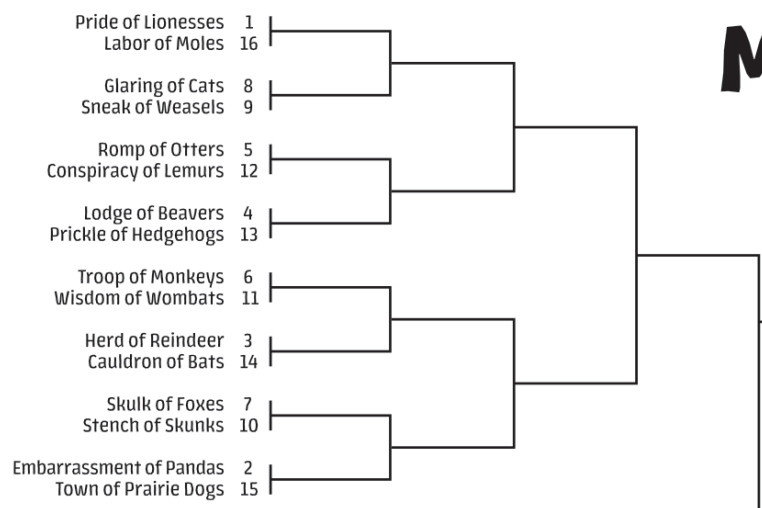 Pride of Lionesses 1
Labor of Moles 16
Glaring of Cats 8
Sneak of Weasels 9
Romp of Otters 5
Conspiracy of Lemurs 12
Lodge of Beavers 4
Prickle of Hedgehogs 13
Troop of Monkeys 6
Wisdom of Wombats 11
Herd of Reindeer 3
Cauldron of Bats 14
Skulk of Foxes 7
Stench of Skunks 10
Embarrassment of Pandas 2
Town of Prairie Dogs 15